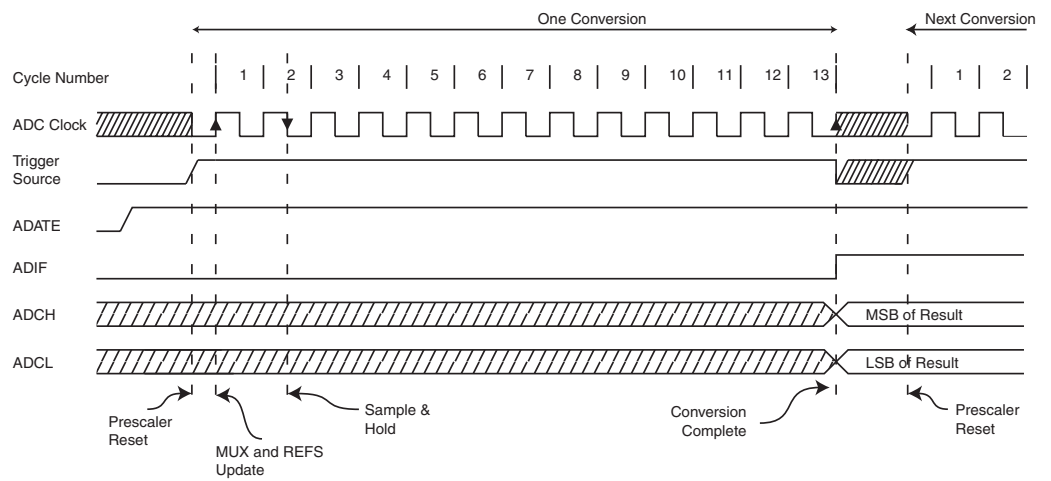 One Conversion
Next Conversion
Cycle Number
1 2 3 4 5 6 7 8 9 10 11 12 13 1 2
ADC Clock
Trigger
Source
ADATE
ADIF
ADCH
MSB of Result
ADCL
LSB of Result
Prescaler
Reset
MUX and REFS
Update
Sample &
Hold
Conversion
Complete
Prescaler
Reset